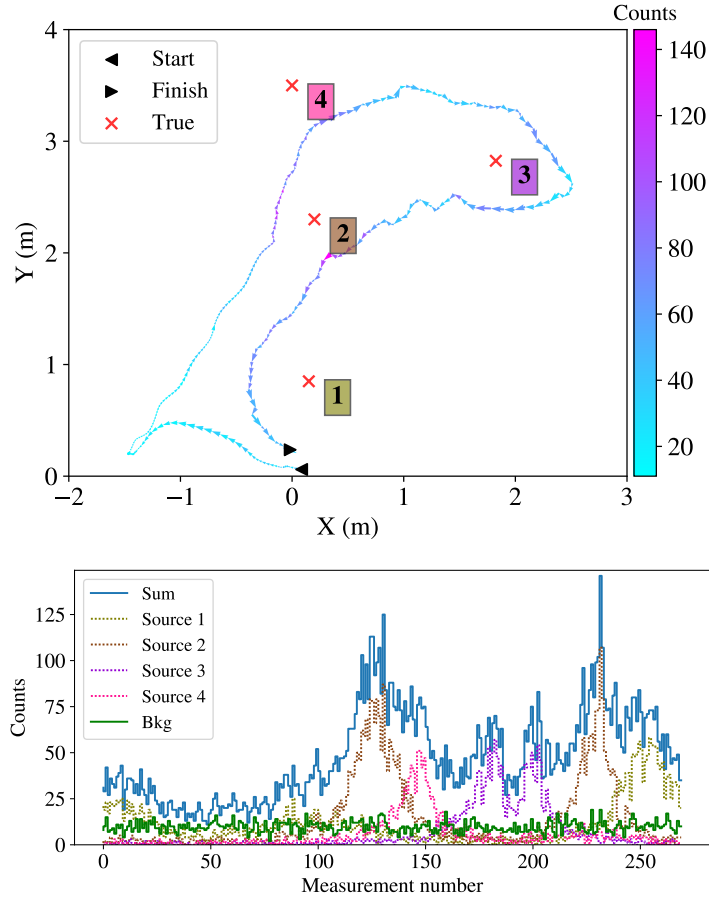 Counts
4
3
2
1
0
Y (m)
Start
Finish
True
4
3
2
1
140
120
100
80
60
40
20
−2
−1
0
1
2
3
X (m)
Sum
Source 1
Source 2
Source 3
Source 4
Bkg
125
100
75
50
25
0
Counts
0
50
100
150
200
250
Measurement number